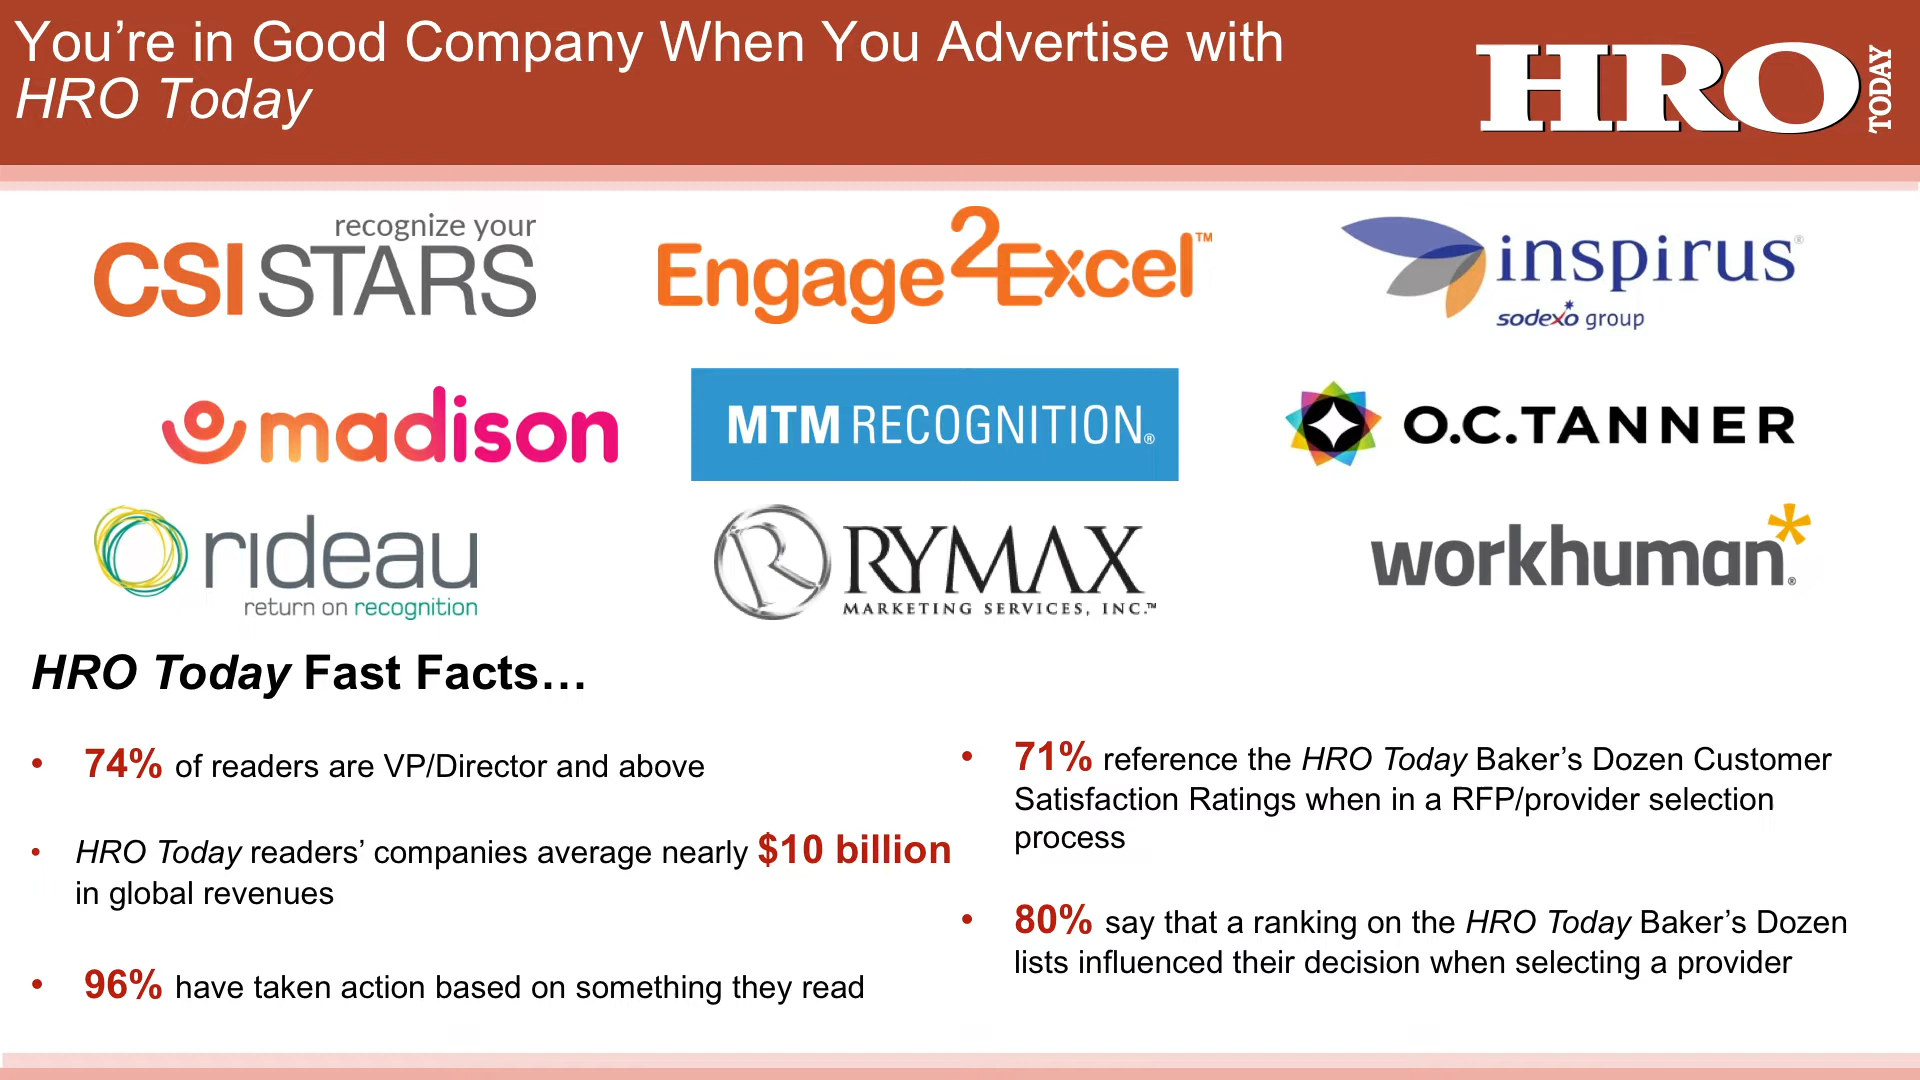 You’re in Good Company When You Advertise with
HRO Today
HRO TODAY
recognize your
CSI STARS
Engage2Excel™
inspirus®
sodexo group
madison
MTM RECOGNITION®
O.C.TANNER
rideau
return on recognition
RYMAX
MARKETING SERVICES, INC.™
workhuman*®
HRO Today Fast Facts…
• 74% of readers are VP/Director and above
• HRO Today readers’ companies average nearly $10 billion
in global revenues
• 96% have taken action based on something they read
• 71% reference the HRO Today Baker’s Dozen Customer
Satisfaction Ratings when in a RFP/provider selection
process
• 80% say that a ranking on the HRO Today Baker’s Dozen
lists influenced their decision when selecting a provider